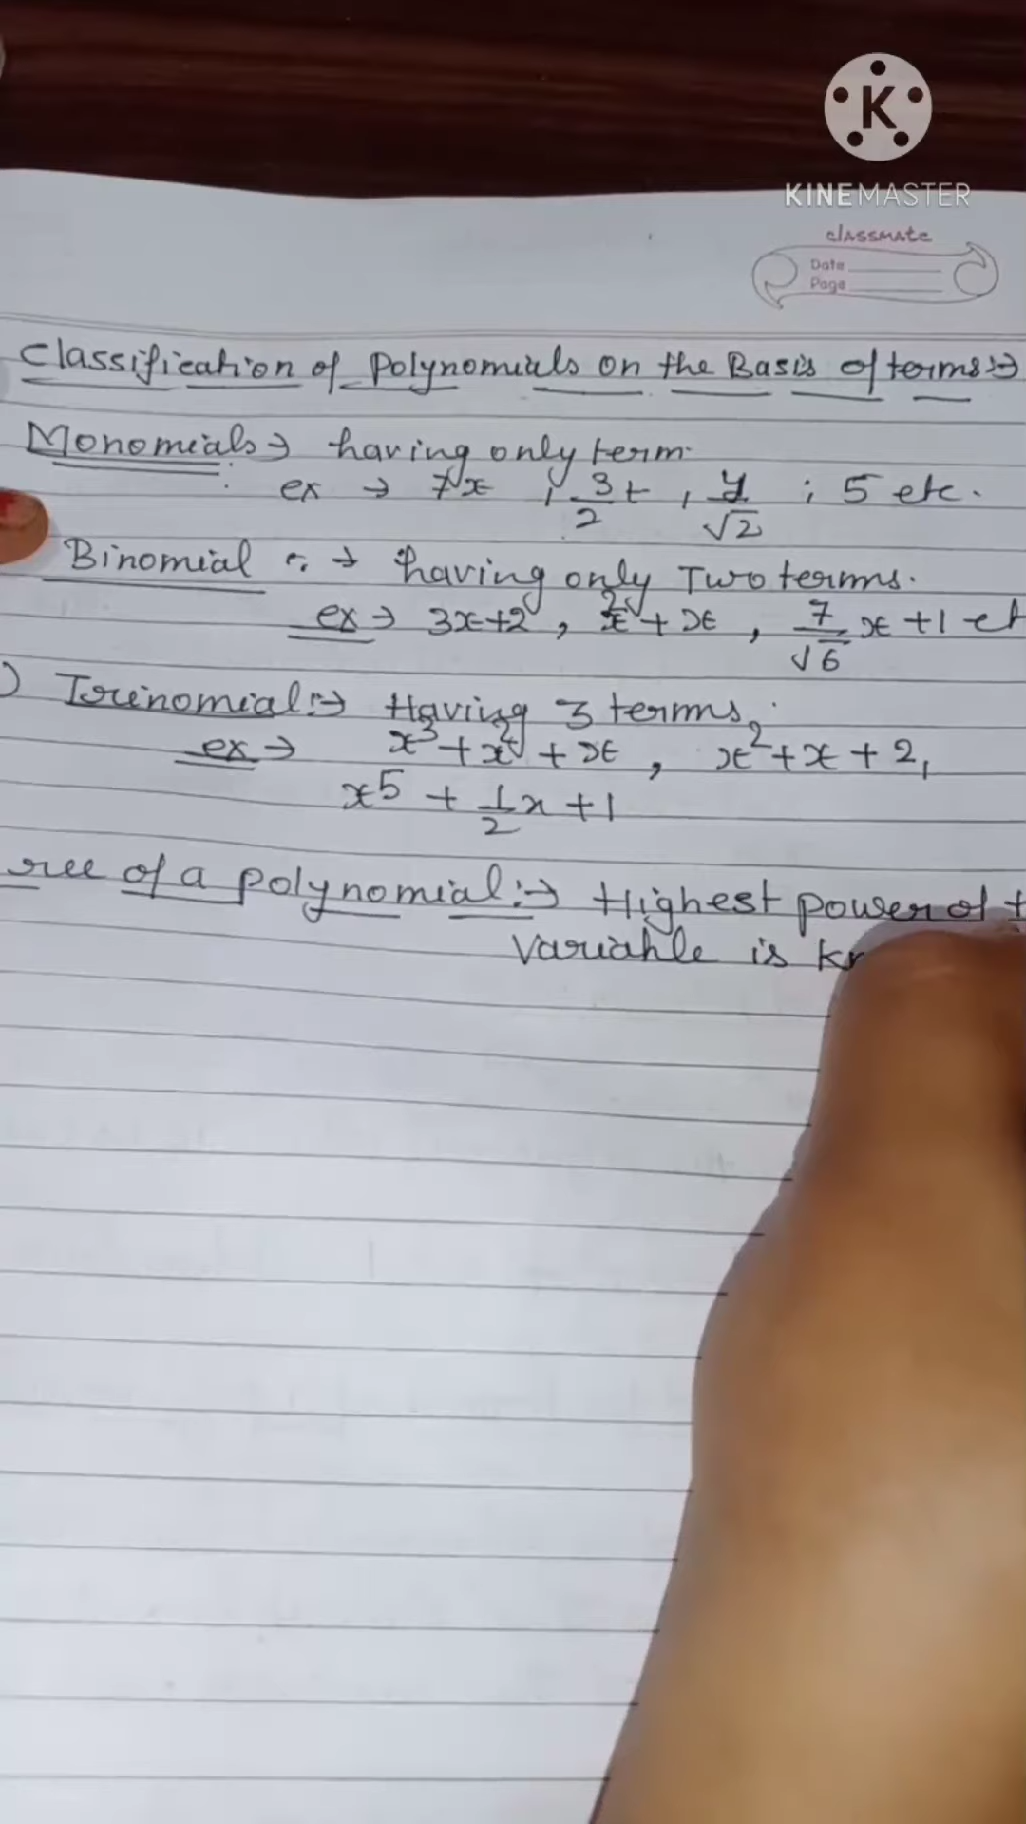 KINEMASTER
classmate
Date
Page
Classification of Polynomials on the Basis of terms :→
Monomials → having only term.
ex → 7x , 3/2 t , y/√2 ; 5 etc.
Binomial :→ having only Two terms.
ex → 3x+2 , x²+x , 7/√6 x +1 et
) Trinomial :→ Having 3 terms.
ex → x³+x²+x , x²+x+2,
x⁵ + 1/2 x +1
ree of a polynomial :→ Highest power of t
Variable is kn